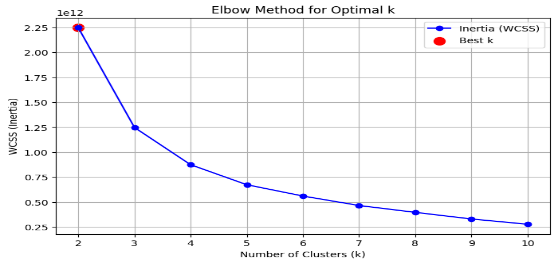 Elbow Method for Optimal k
1e12
Inertia (WCSS)
Best k
2.25
2.00
1.75
1.50
1.25
1.00
0.75
0.50
0.25
WCSS (Inertia)
2 3 4 5 6 7 8 9 10
Number of Clusters (k)